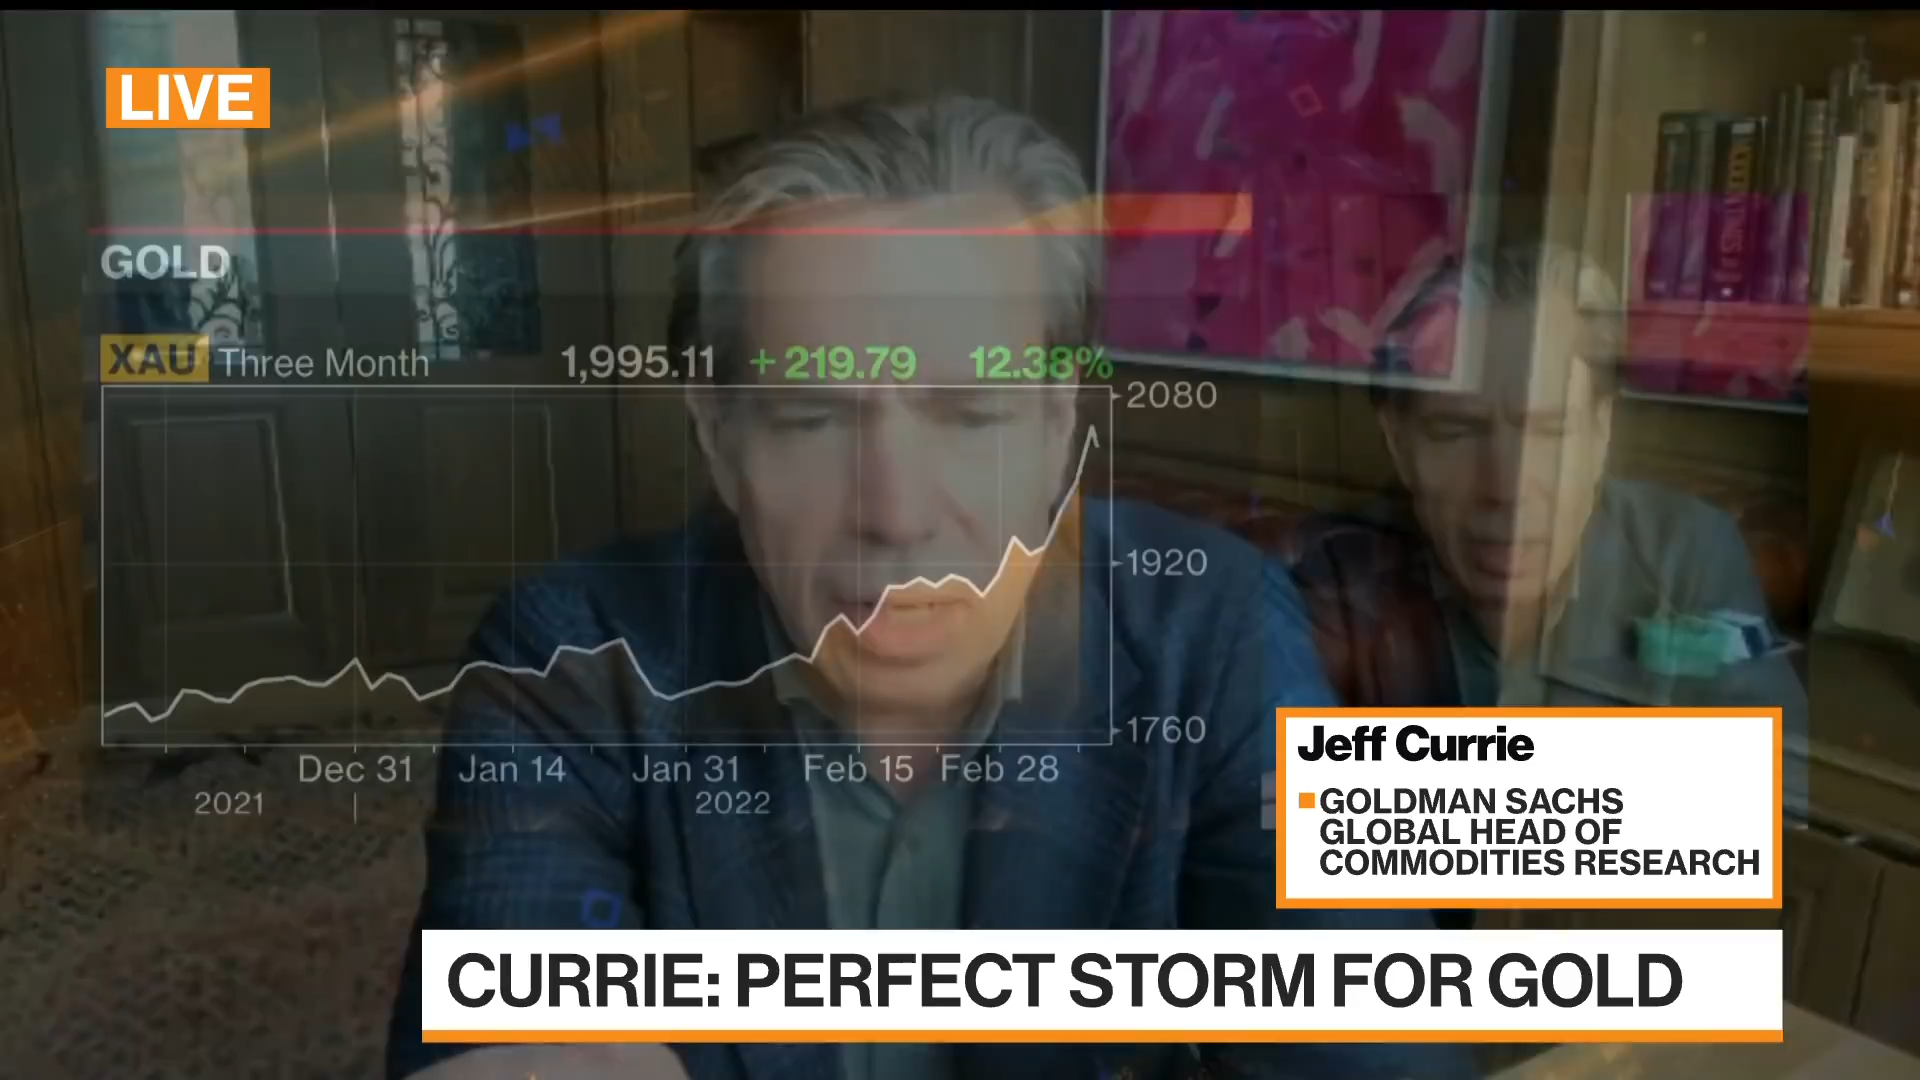 LIVE
GOLD
XAU Three Month 1,995.11 +219.79 12.38%
2080
1920
1760
Dec 31 Jan 14 Jan 31 Feb 15 Feb 28
2021 2022
Jeff Currie
GOLDMAN SACHS
GLOBAL HEAD OF
COMMODITIES RESEARCH
CURRIE: PERFECT STORM FOR GOLD